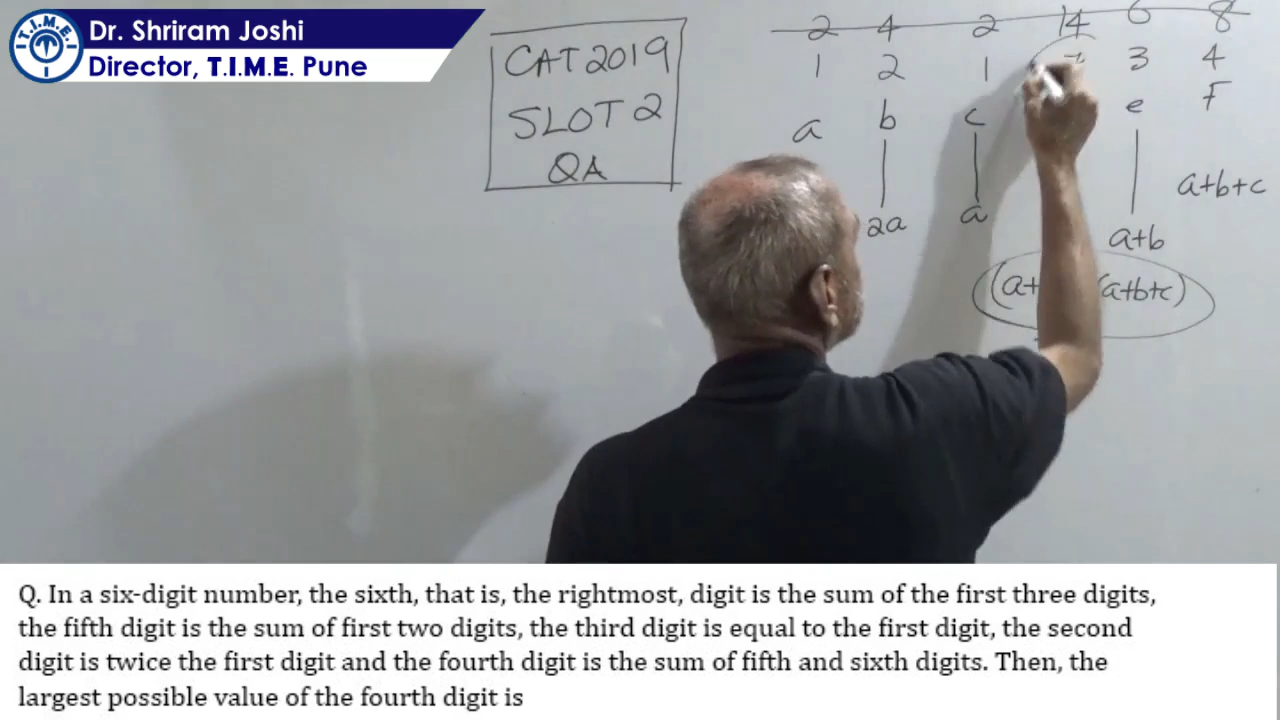 T.I.M.E.
Dr. Shriram Joshi
Director, T.I.M.E. Pune
CAT 2019
SLOT 2
QA
2 4 2 14 6 8
1 2 1 3 4
a b c e F
2a a a+b a+b+c
(a+ (a+b+c)
Q. In a six-digit number, the sixth, that is, the rightmost, digit is the sum of the first three digits,
the fifth digit is the sum of first two digits, the third digit is equal to the first digit, the second
digit is twice the first digit and the fourth digit is the sum of fifth and sixth digits. Then, the
largest possible value of the fourth digit is